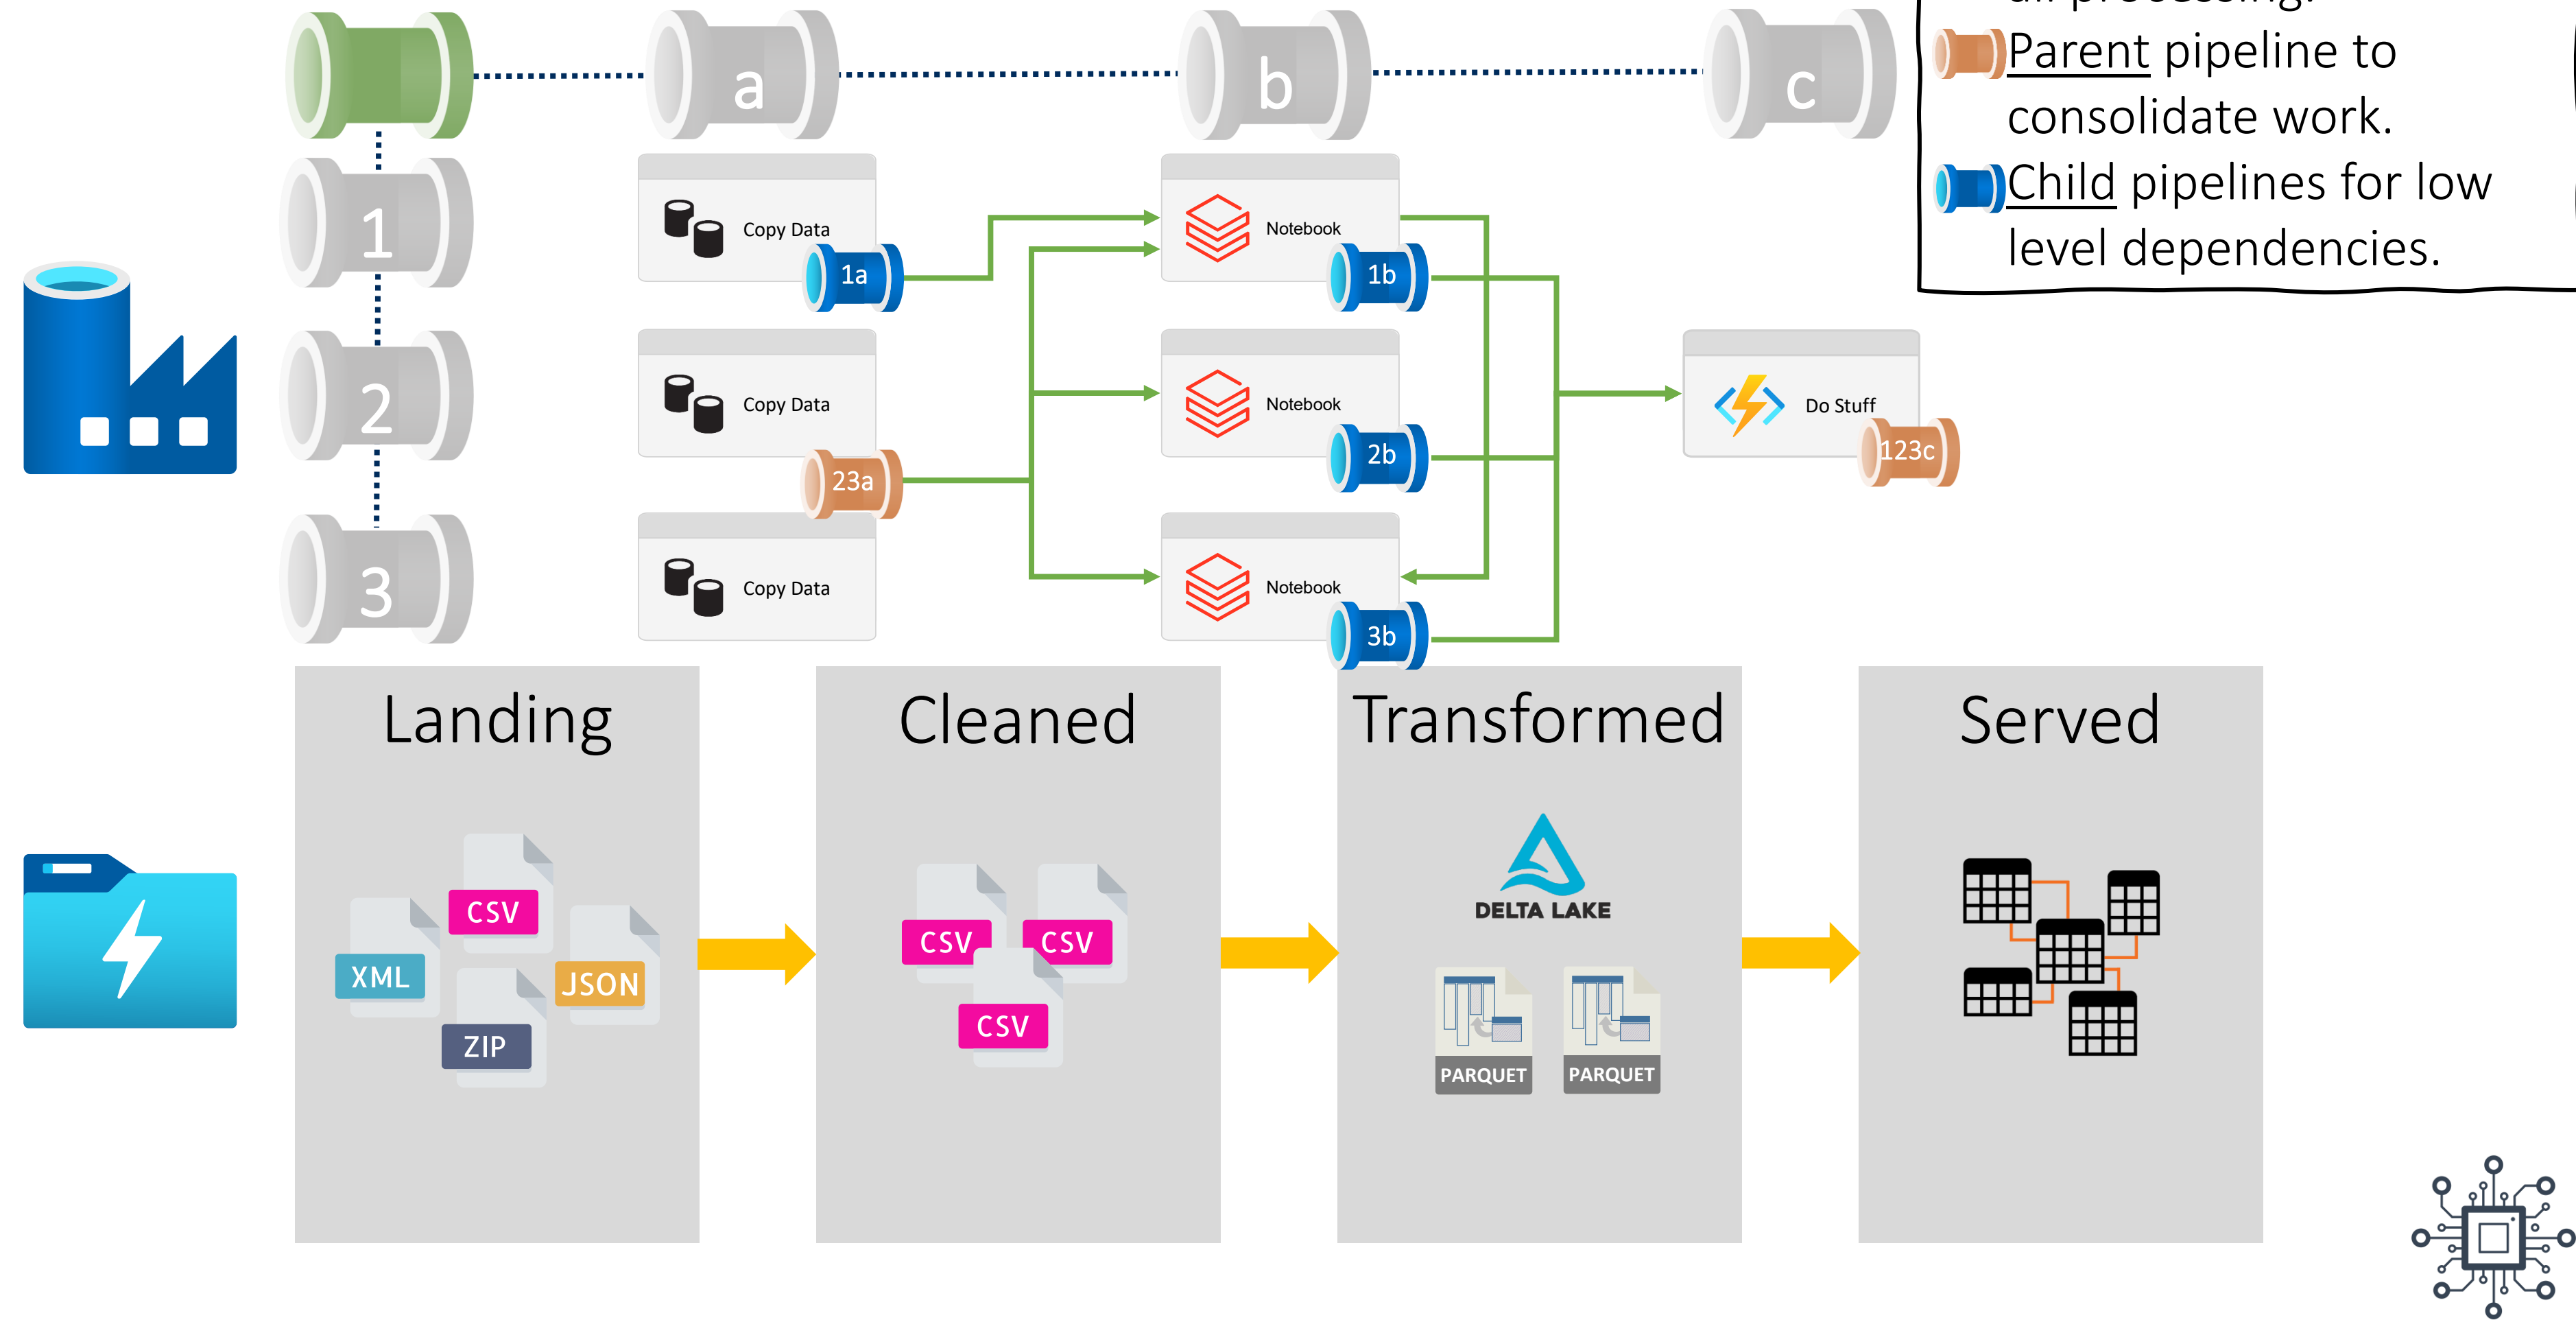 all processing.
Parent pipeline to
consolidate work.
Child pipelines for low
level dependencies.
a
b
c
1
2
3
Copy Data
1a
Notebook
1b
Copy Data
23a
Notebook
2b
Do Stuff
123c
Copy Data
Notebook
3b
Landing
CSV
XML
JSON
ZIP
Cleaned
CSV
CSV
CSV
Transformed
DELTA LAKE
PARQUET
PARQUET
Served